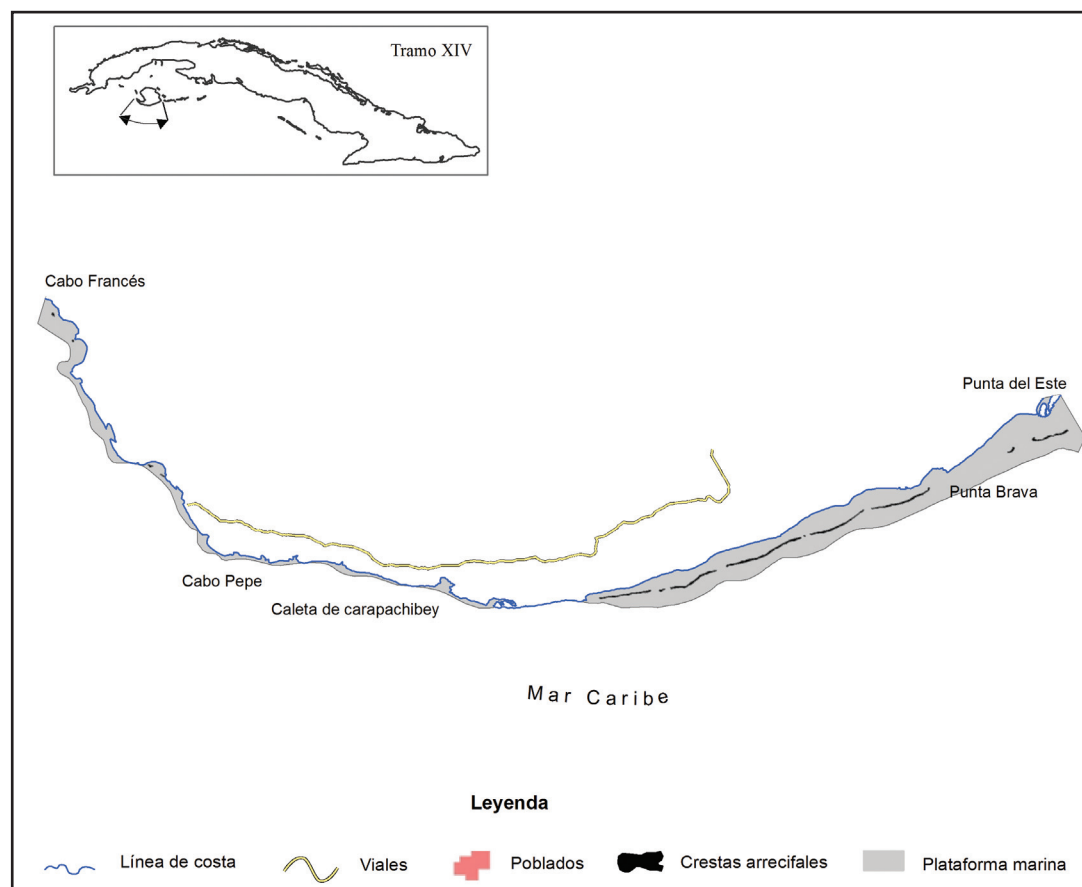 Tramo XIV
Cabo Francés
Punta del Este
Punta Brava
Cabo Pepe
Caleta de carapachibey
Mar Caribe
Leyenda
Línea de costa
Viales
Poblados
Crestas arrecifales
Plataforma marina